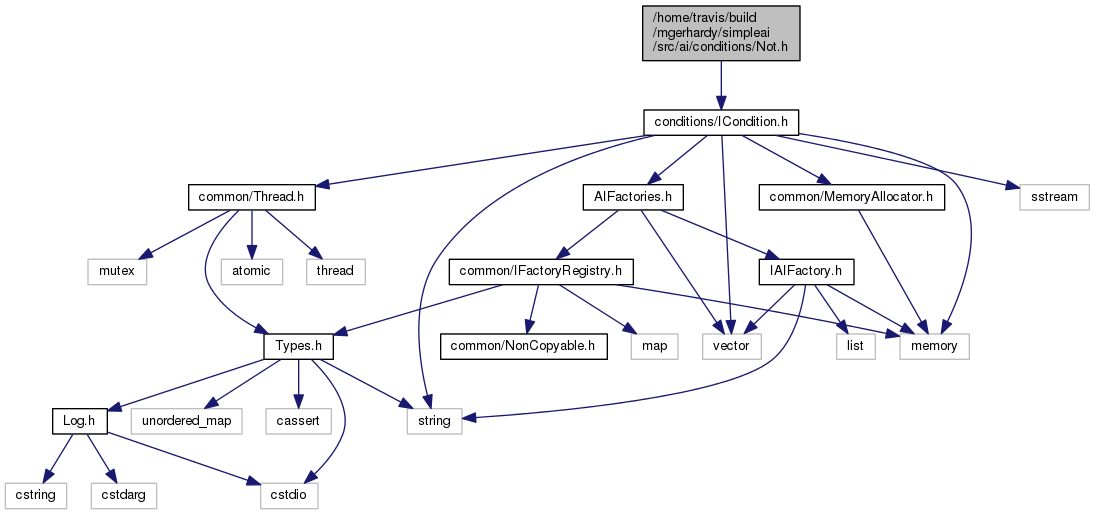 /home/travis/build
/mgerhardy/simpleai
/src/ai/conditions/Not.h
conditions/ICondition.h
common/Thread.h
AIFactories.h
common/MemoryAllocator.h
sstream
mutex
atomic
thread
common/IFactoryRegistry.h
IAIFactory.h
Types.h
common/NonCopyable.h
map
vector
list
memory
Log.h
unordered_map
cassert
string
cstring
cstdarg
cstdio